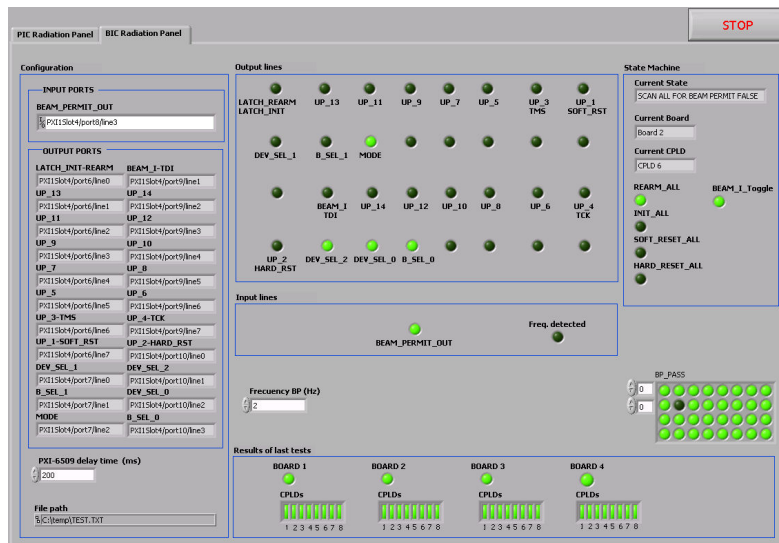 PIC Radiation Panel
BIC Radiation Panel
STOP
Configuration
INPUT PORTS
BEAM_PERMIT_OUT
PXI1Slot4/port8/line3
OUTPUT PORTS
LATCH_INIT-REARM BEAM_I-TDI
PXI1Slot4/port6/line0 PXI1Slot4/port9/line1
UP_13 UP_14
PXI1Slot4/port6/line1 PXI1Slot4/port9/line2
UP_11 UP_12
PXI1Slot4/port6/line2 PXI1Slot4/port9/line3
UP_9 UP_10
PXI1Slot4/port6/line3 PXI1Slot4/port9/line4
UP_7 UP_8
PXI1Slot4/port6/line4 PXI1Slot4/port9/line5
UP_5 UP_6
PXI1Slot4/port6/line5 PXI1Slot4/port9/line6
UP_3-TMS UP_4-TCK
PXI1Slot4/port6/line6 PXI1Slot4/port9/line7
UP_1-SOFT_RST UP_2-HARD_RST
PXI1Slot4/port6/line7 PXI1Slot4/port10/line0
DEV_SEL_1 DEV_SEL_2
PXI1Slot4/port7/line0 PXI1Slot4/port10/line1
B_SEL_1 DEV_SEL_0
PXI1Slot4/port7/line1 PXI1Slot4/port10/line2
MODE B_SEL_0
PXI1Slot4/port7/line2 PXI1Slot4/port10/line3
PXI-6509 delay time (ms)
200
File path
C:\temp\TEST.TXT
Output lines
LATCH_REARM UP_13 UP_11 UP_9 UP_7 UP_5 UP_3 UP_1
LATCH_INIT TMS SOFT_RST
DEV_SEL_1 B_SEL_1 MODE
BEAM_I UP_14 UP_12 UP_10 UP_8 UP_6 UP_4
TDI TCK
UP_2 DEV_SEL_2 DEV_SEL_0 B_SEL_0
HARD_RST
Input lines
BEAM_PERMIT_OUT
Freq. detected
Frecuency BP (Hz)
2
State Machine
Current State
SCAN ALL FOR BEAM PERMIT FALSE
Current Board
Board 2
Current CPLD
CPLD 6
REARM_ALL BEAM_I_Toggle
INIT_ALL
SOFT_RESET_ALL
HARD_RESET_ALL
BP_PASS
0
0
Results of last tests
BOARD 1 BOARD 2 BOARD 3 BOARD 4
CPLDs CPLDs CPLDs CPLDs
1 2 3 4 5 6 7 8 1 2 3 4 5 6 7 8 1 2 3 4 5 6 7 8 1 2 3 4 5 6 7 8